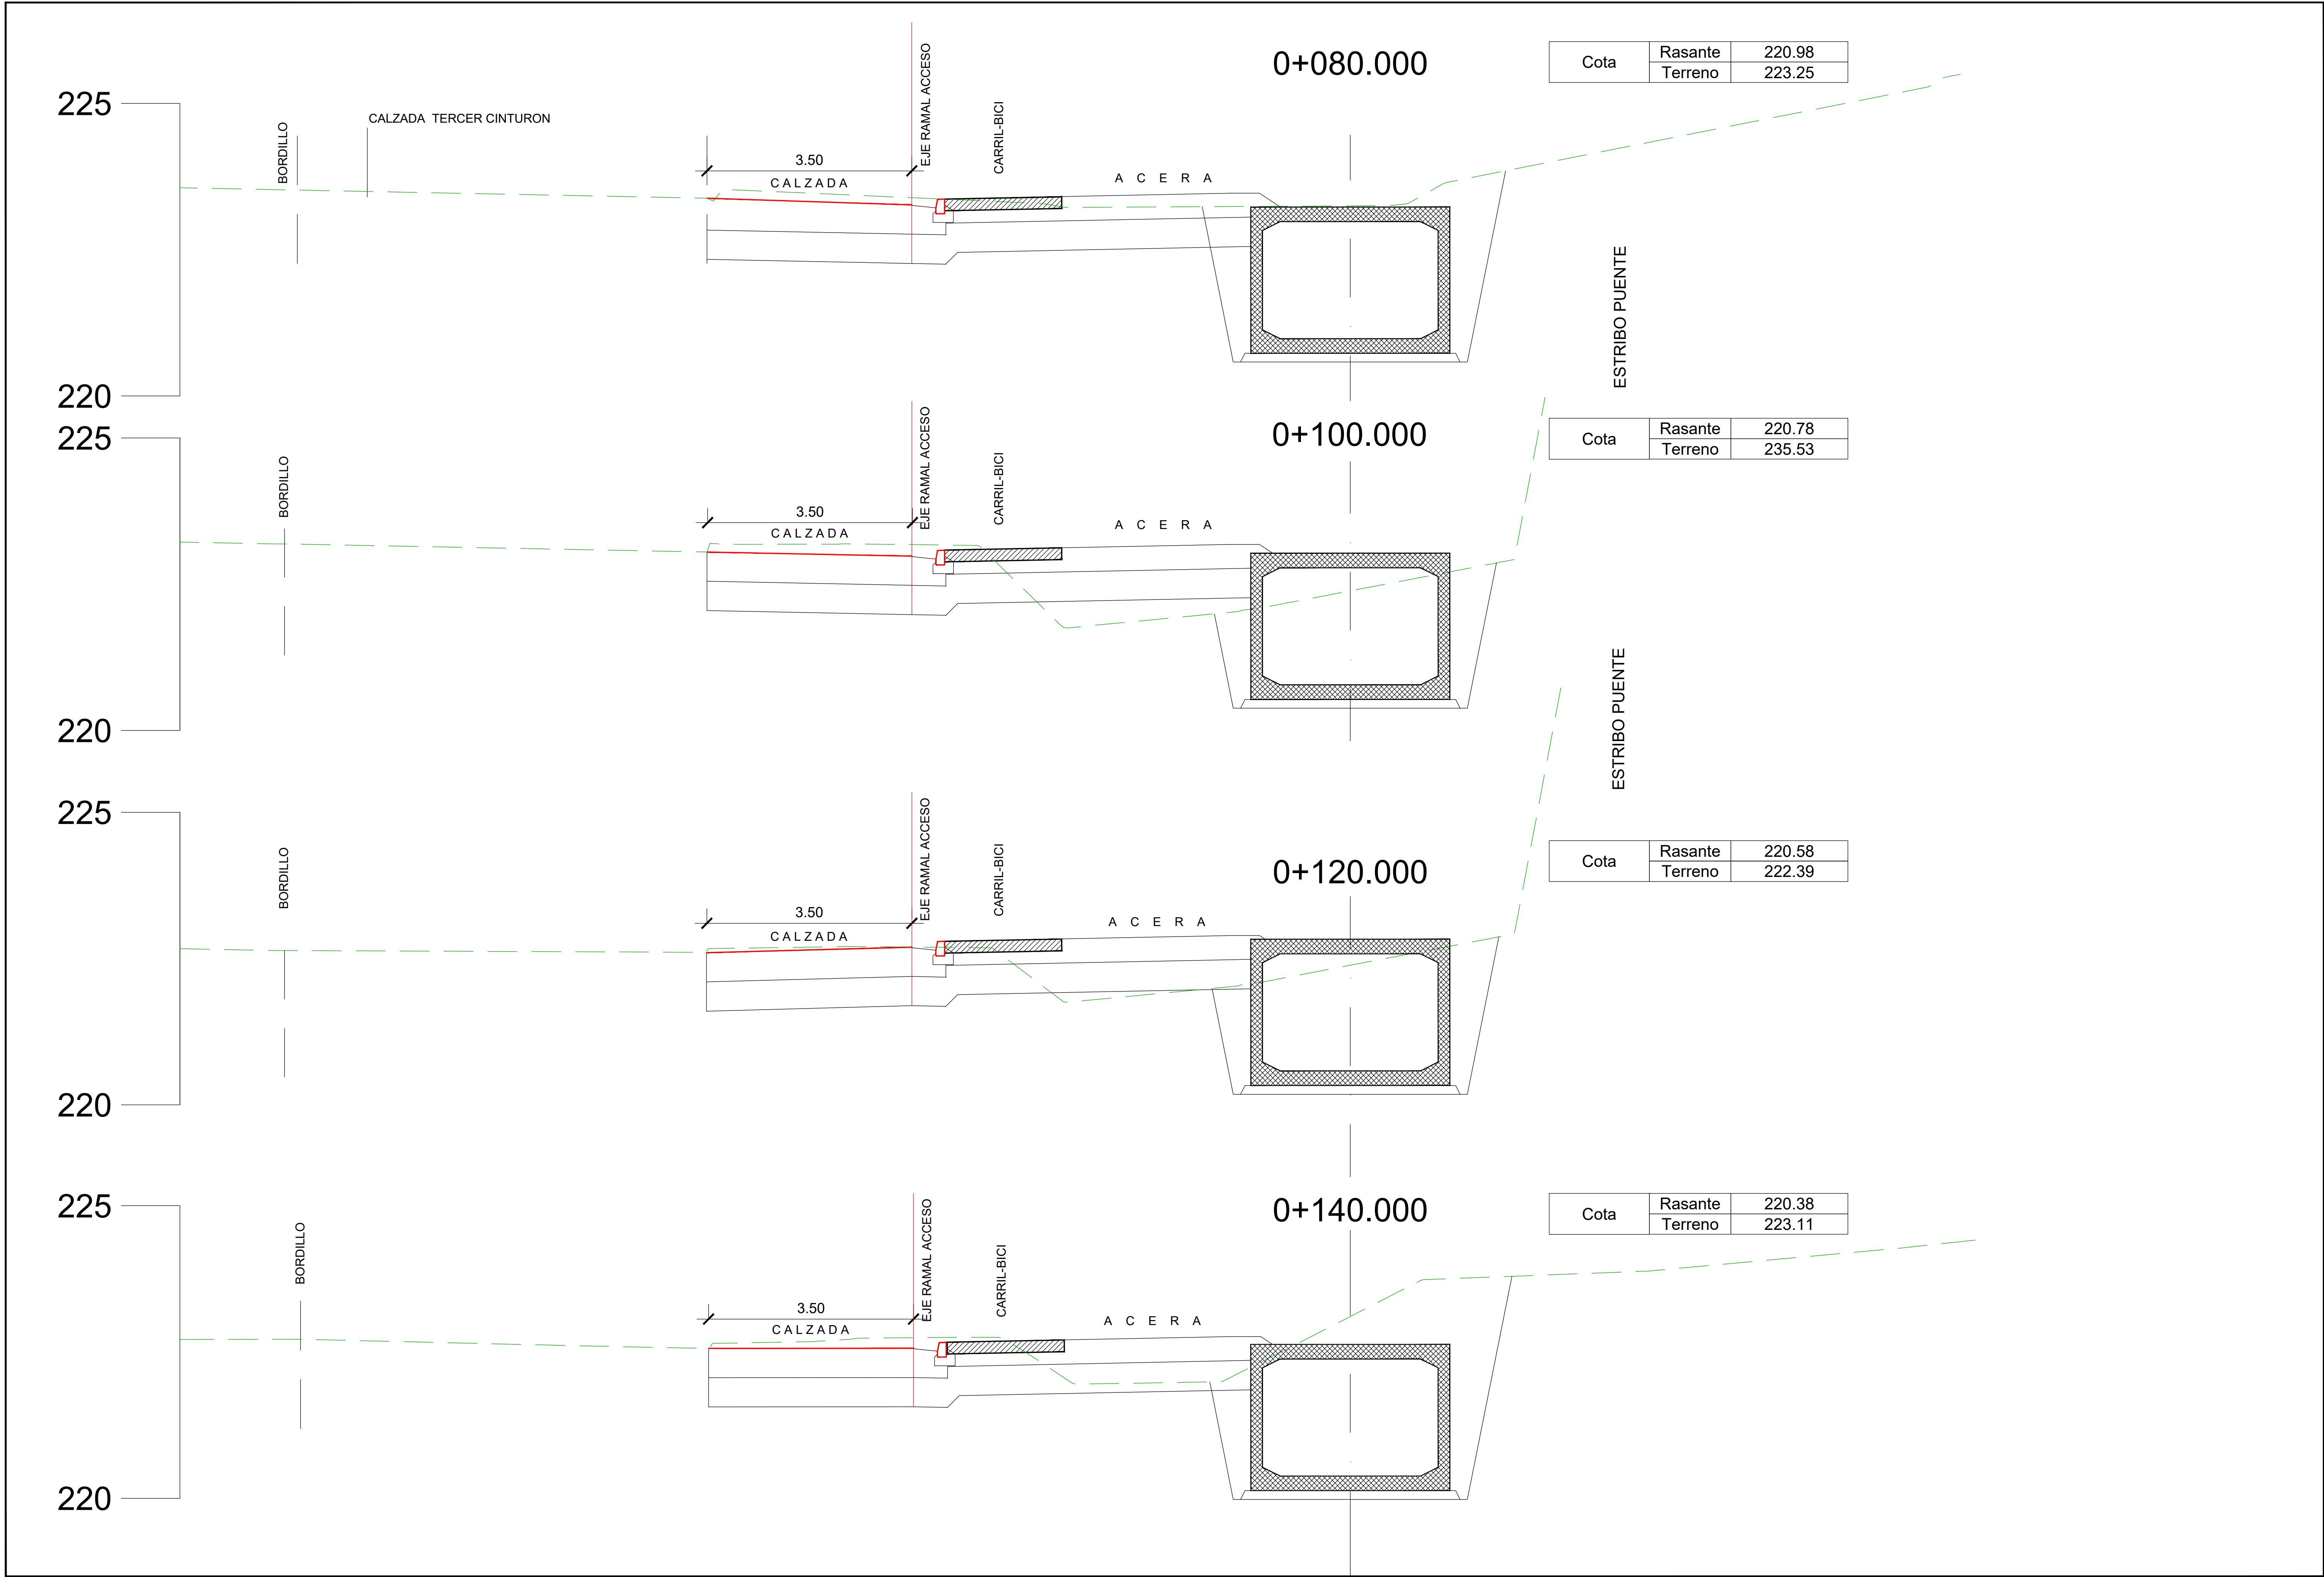 0+080.000
Cota Rasante 220.98
Terreno 223.25
225
BORDILLO
CALZADA TERCER CINTURON
3.50
CALZADA
EJE RAMAL ACCESO
CARRIL-BICI
ACERA
ESTRIBO PUENTE
220
225
0+100.000
Cota Rasante 220.78
Terreno 235.53
BORDILLO
3.50
CALZADA
EJE RAMAL ACCESO
CARRIL-BICI
ACERA
ESTRIBO PUENTE
220
225
0+120.000
Cota Rasante 220.58
Terreno 222.39
BORDILLO
3.50
CALZADA
EJE RAMAL ACCESO
CARRIL-BICI
ACERA
220
225
0+140.000
Cota Rasante 220.38
Terreno 223.11
BORDILLO
3.50
CALZADA
EJE RAMAL ACCESO
CARRIL-BICI
ACERA
220